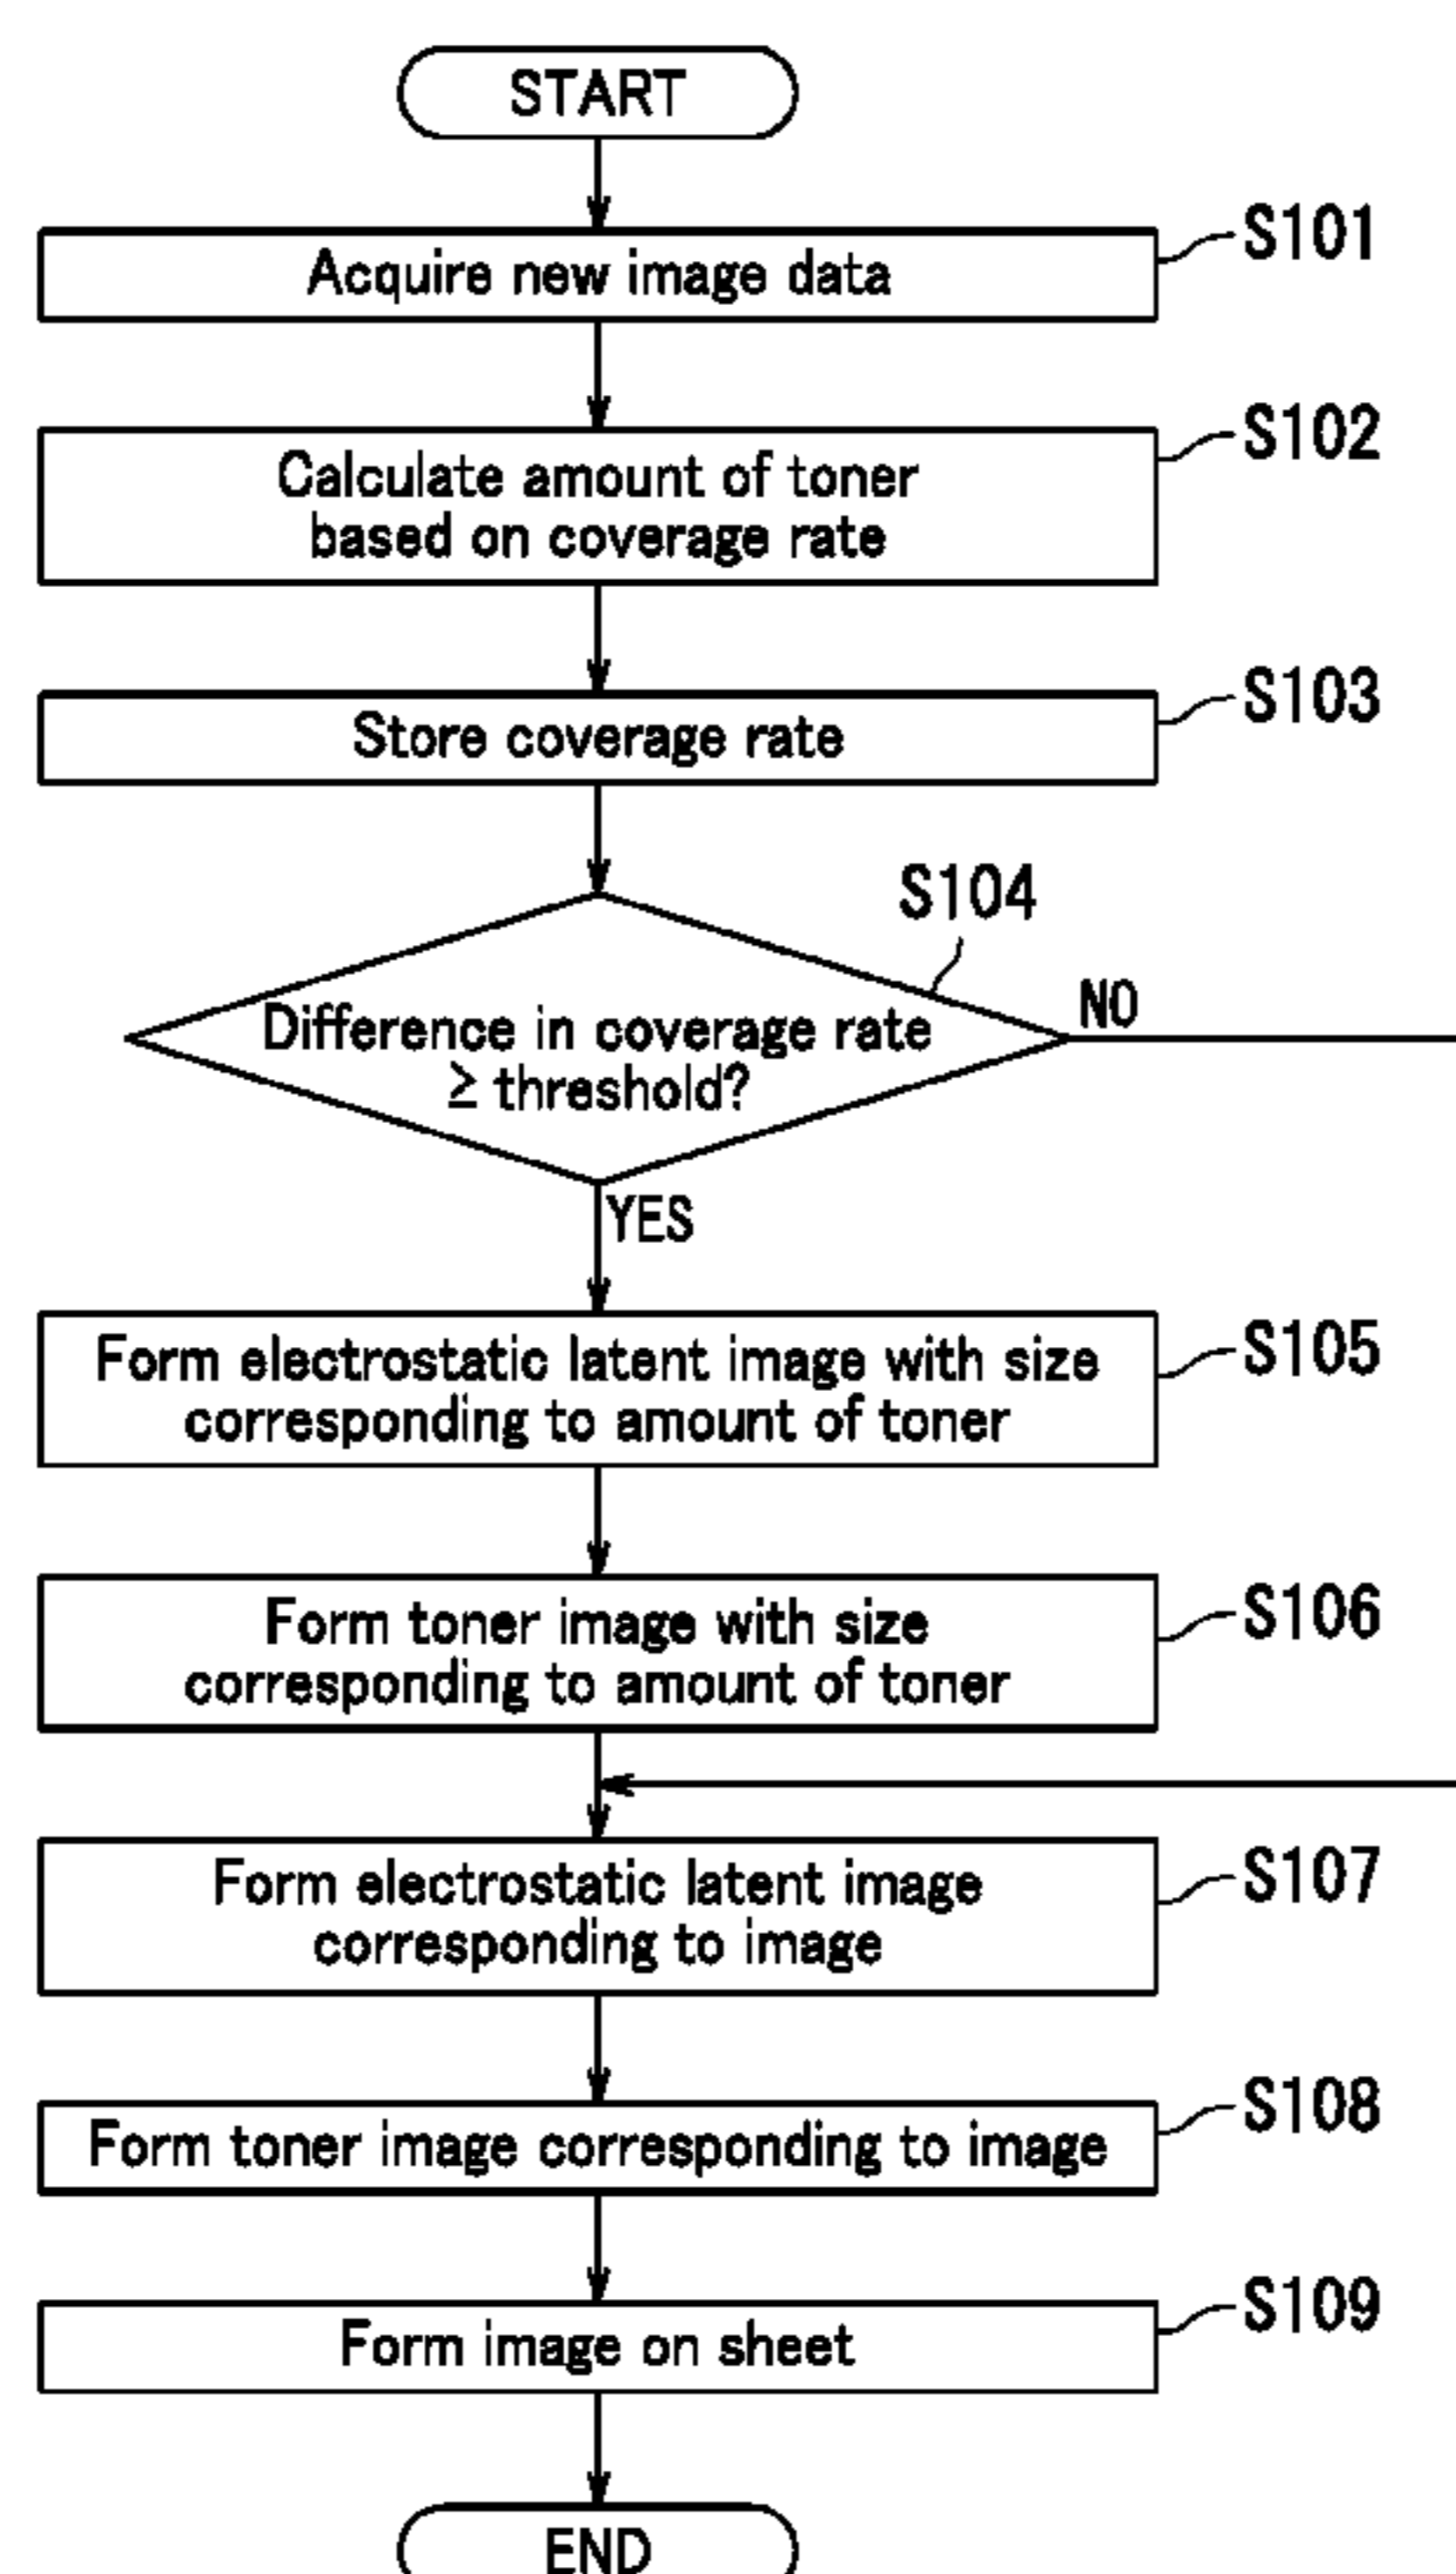 START
Acquire new image data
S101
Calculate amount of toner
based on coverage rate
S102
Store coverage rate
S103
S104
Difference in coverage rate
≥ threshold?
NO
YES
Form electrostatic latent image with size
corresponding to amount of toner
S105
Form toner image with size
corresponding to amount of toner
S106
Form electrostatic latent image
corresponding to image
S107
Form toner image corresponding to image
S108
Form image on sheet
S109
END